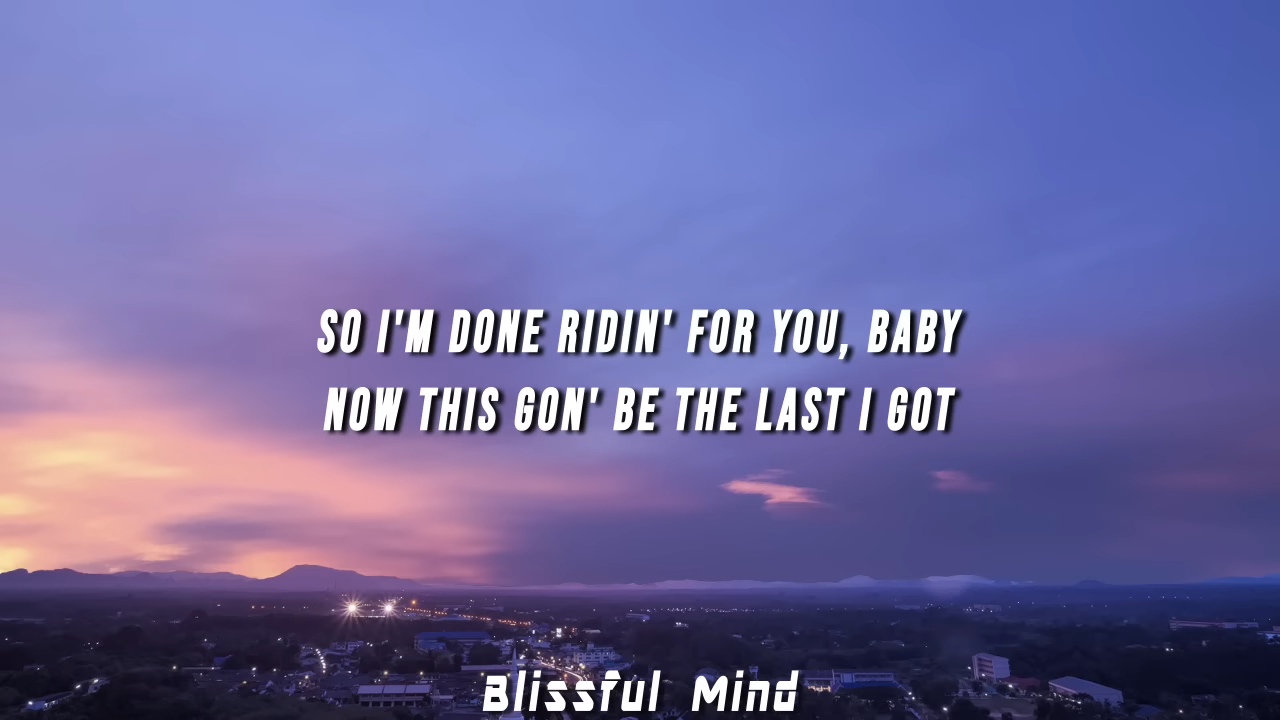 SO I'M DONE RIDIN' FOR YOU, BABY
NOW THIS GON' BE THE LAST I GOT
Blissful Mind